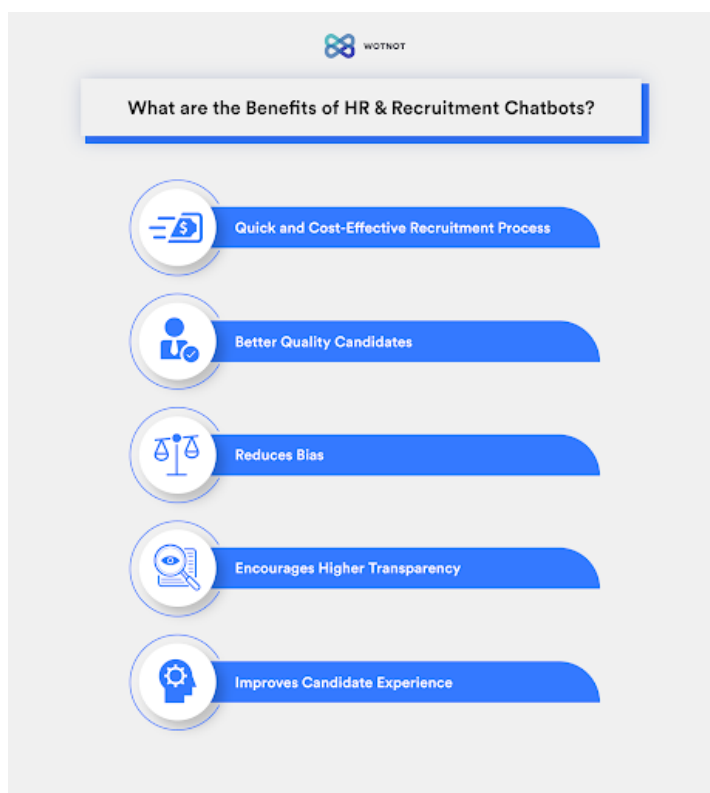 WOTNOT
What are the Benefits of HR & Recruitment Chatbots?
$
Quick and Cost-Effective Recruitment Process
Better Quality Candidates
Reduces Bias
Encourages Higher Transparency
Improves Candidate Experience